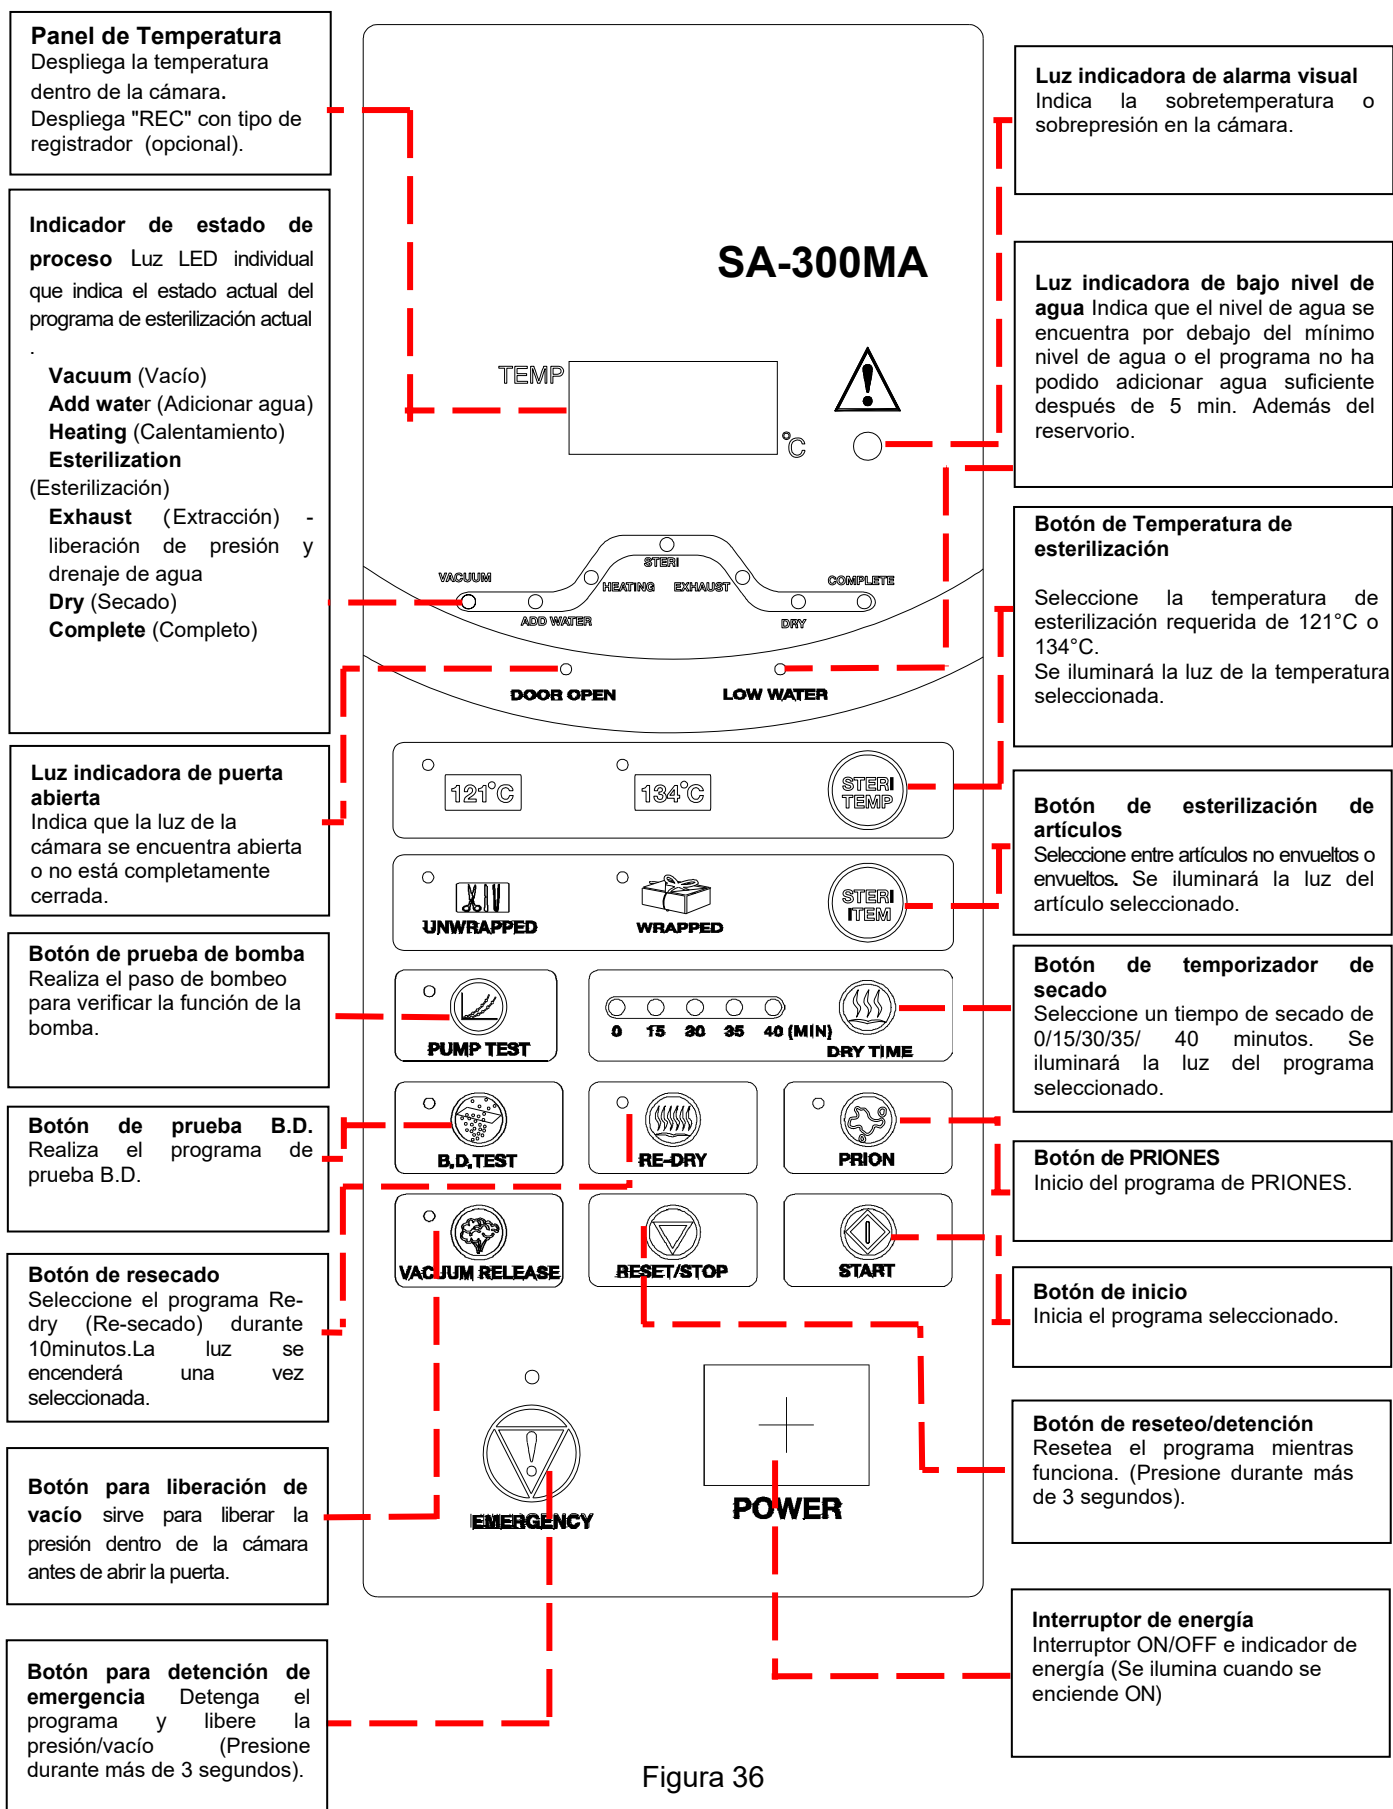 Panel de Temperatura
Despliega la temperatura
dentro de la cámara.
Despliega "REC" con tipo de
registrador (opcional).
Indicador de estado de
proceso Luz LED individual
que indica el estado actual del
programa de esterilización actual
.
Vacuum (Vacío)
Add water (Adicionar agua)
Heating (Calentamiento)
Esterilization
(Esterilización)
Exhaust (Extracción) -
liberación de presión y
drenaje de agua
Dry (Secado)
Complete (Completo)
Luz indicadora de puerta
abierta
Indica que la luz de la
cámara se encuentra abierta
o no está completamente
cerrada.
Botón de prueba de bomba
Realiza el paso de bombeo
para verificar la función de la
bomba.
Botón de prueba B.D.
Realiza el programa de
prueba B.D.
Botón de resecado
Seleccione el programa Re-
dry (Re-secado) durante
10minutos.La luz se
encenderá una vez
seleccionada.
Botón para liberación de
vacío sirve para liberar la
presión dentro de la cámara
antes de abrir la puerta.
Botón para detención de
emergencia Detenga el
programa y libere la
presión/vacío (Presione
durante más de 3 segundos).
SA-300MA
TEMP
°C
VACUUM
ADD WATER
HEATING
STERI
EXHAUST
DRY
COMPLETE
DOOR OPEN
LOW WATER
121°C
134°C
STERI
TEMP
UNWRAPPED
WRAPPED
STERI
ITEM
PUMP TEST
0 15 30 35 40 (MIN)
DRY TIME
B.D.TEST
RE-DRY
PRION
VACUUM RELEASE
RESET/STOP
START
EMERGENCY
POWER
Luz indicadora de alarma visual
Indica la sobretemperatura o
sobrepresión en la cámara.
Luz indicadora de bajo nivel de
agua Indica que el nivel de agua se
encuentra por debajo del mínimo
nivel de agua o el programa no ha
podido adicionar agua suficiente
después de 5 min. Además del
reservorio.
Botón de Temperatura de
esterilización
Seleccione la temperatura de
esterilización requerida de 121°C o
134°C.
Se iluminará la luz de la temperatura
seleccionada.
Botón de esterilización de
artículos
Seleccione entre artículos no envueltos o
envueltos. Se iluminará la luz del
artículo seleccionado.
Botón de temporizador de
secado
Seleccione un tiempo de secado de
0/15/30/35/ 40 minutos. Se
iluminará la luz del programa
seleccionado.
Botón de PRIONES
Inicio del programa de PRIONES.
Botón de inicio
Inicia el programa seleccionado.
Botón de reseteo/detención
Resetea el programa mientras
funciona. (Presione durante más
de 3 segundos).
Interruptor de energía
Interruptor ON/OFF e indicador de
energía (Se ilumina cuando se
enciende ON)
Figura 36